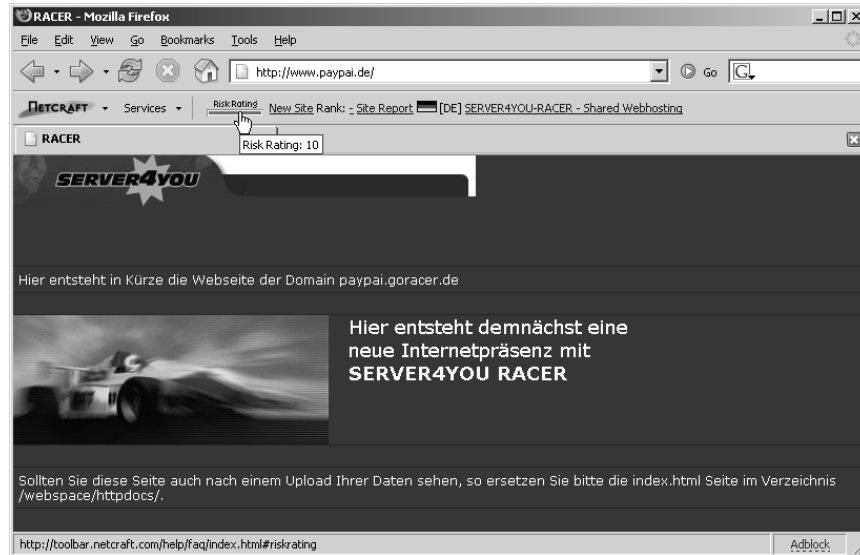 RACER - Mozilla Firefox
File Edit View Go Bookmarks Tools Help
http://www.paypai.de/ Go G
NETCRAFT Services Risk Rating New Site Rank: - Site Report [DE] SERVER4YOU-RACER - Shared Webhosting
RACER
Risk Rating: 10
SERVER4YOU
Hier entsteht in Kürze die Webseite der Domain paypai.goracer.de
Hier entsteht demnächst eine
neue Internetpräsenz mit
SERVER4YOU RACER
Sollten Sie diese Seite auch nach einem Upload Ihrer Daten sehen, so ersetzen Sie bitte die index.html Seite im Verzeichnis
/webspace/httpdocs/.
http://toolbar.netcraft.com/help/faq/index.html#riskrating Adblock